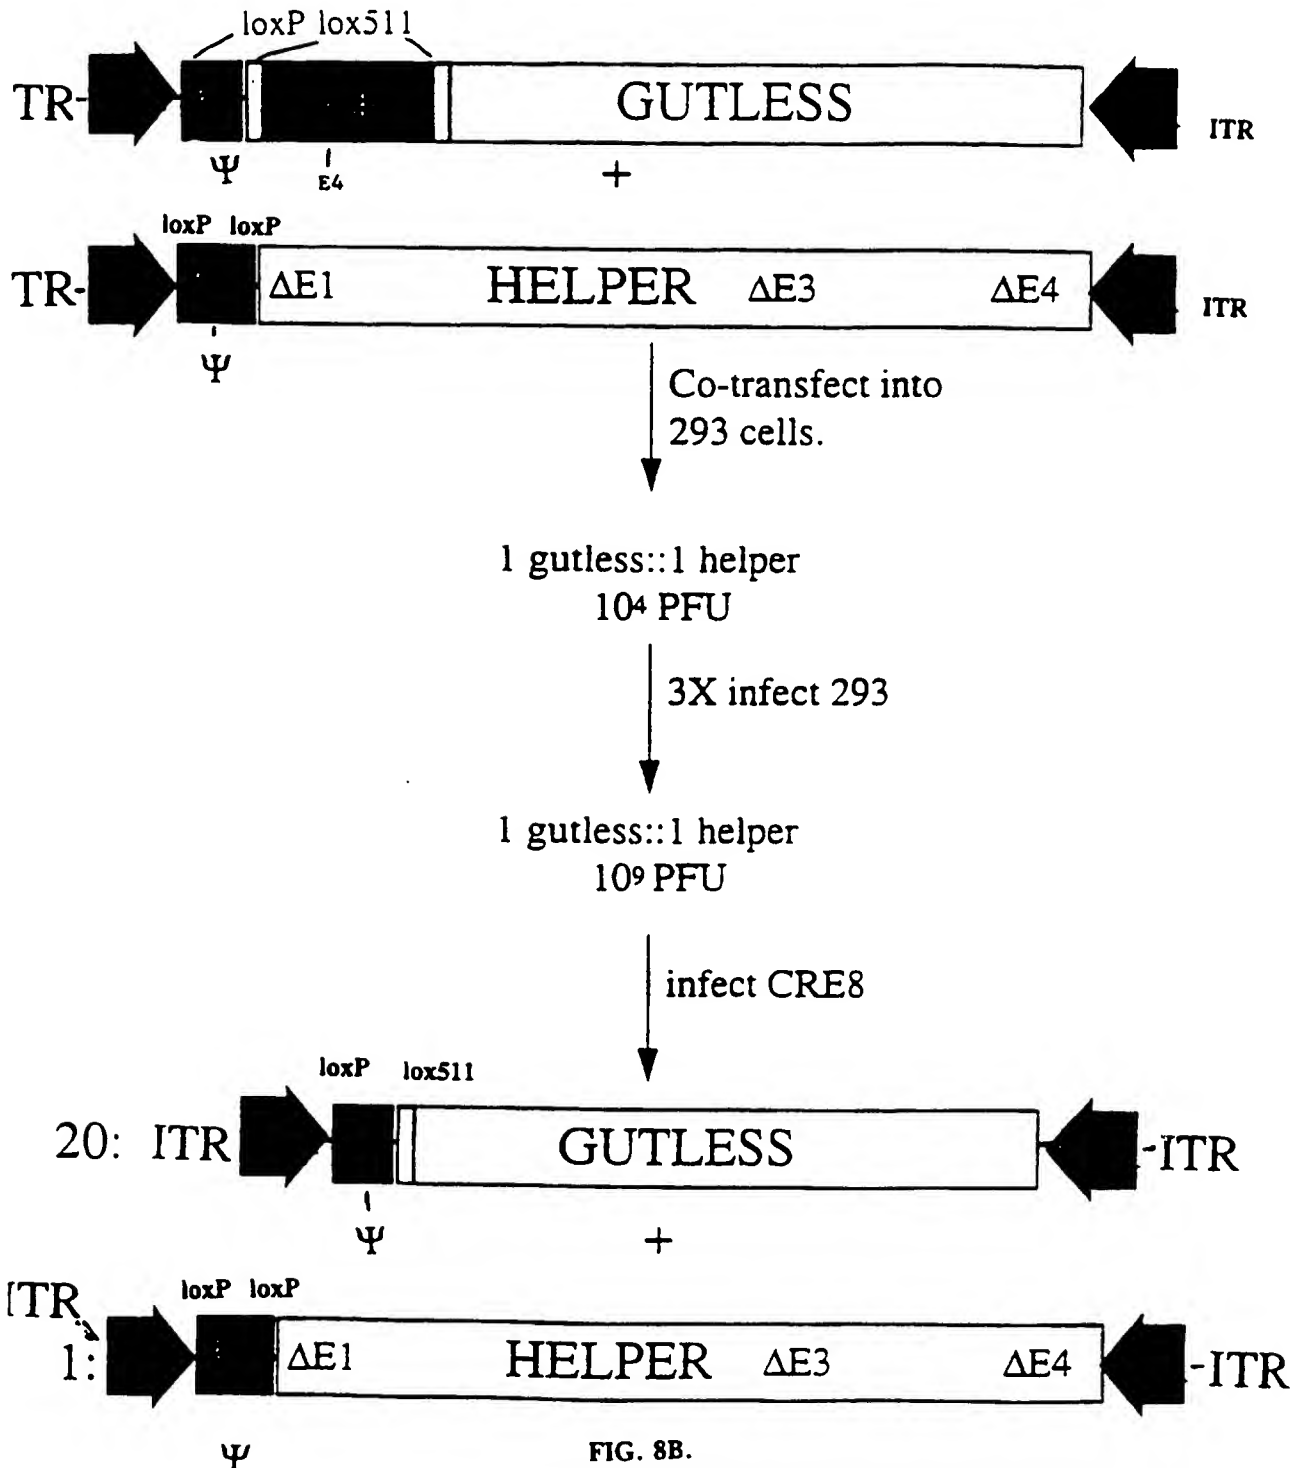 loxP lox511
TR- GUTLESS ITR
Ψ E4
+
loxP loxP
TR- ΔE1 HELPER ΔE3 ΔE4 ITR
Ψ
Co-transfect into
293 cells.
1 gutless::1 helper
10⁴ PFU
3X infect 293
1 gutless::1 helper
10⁹ PFU
infect CRE8
loxP lox511
20: ITR GUTLESS -ITR
Ψ
+
loxP loxP
ITR
1: ΔE1 HELPER ΔE3 ΔE4 -ITR
Ψ
FIG. 8B.